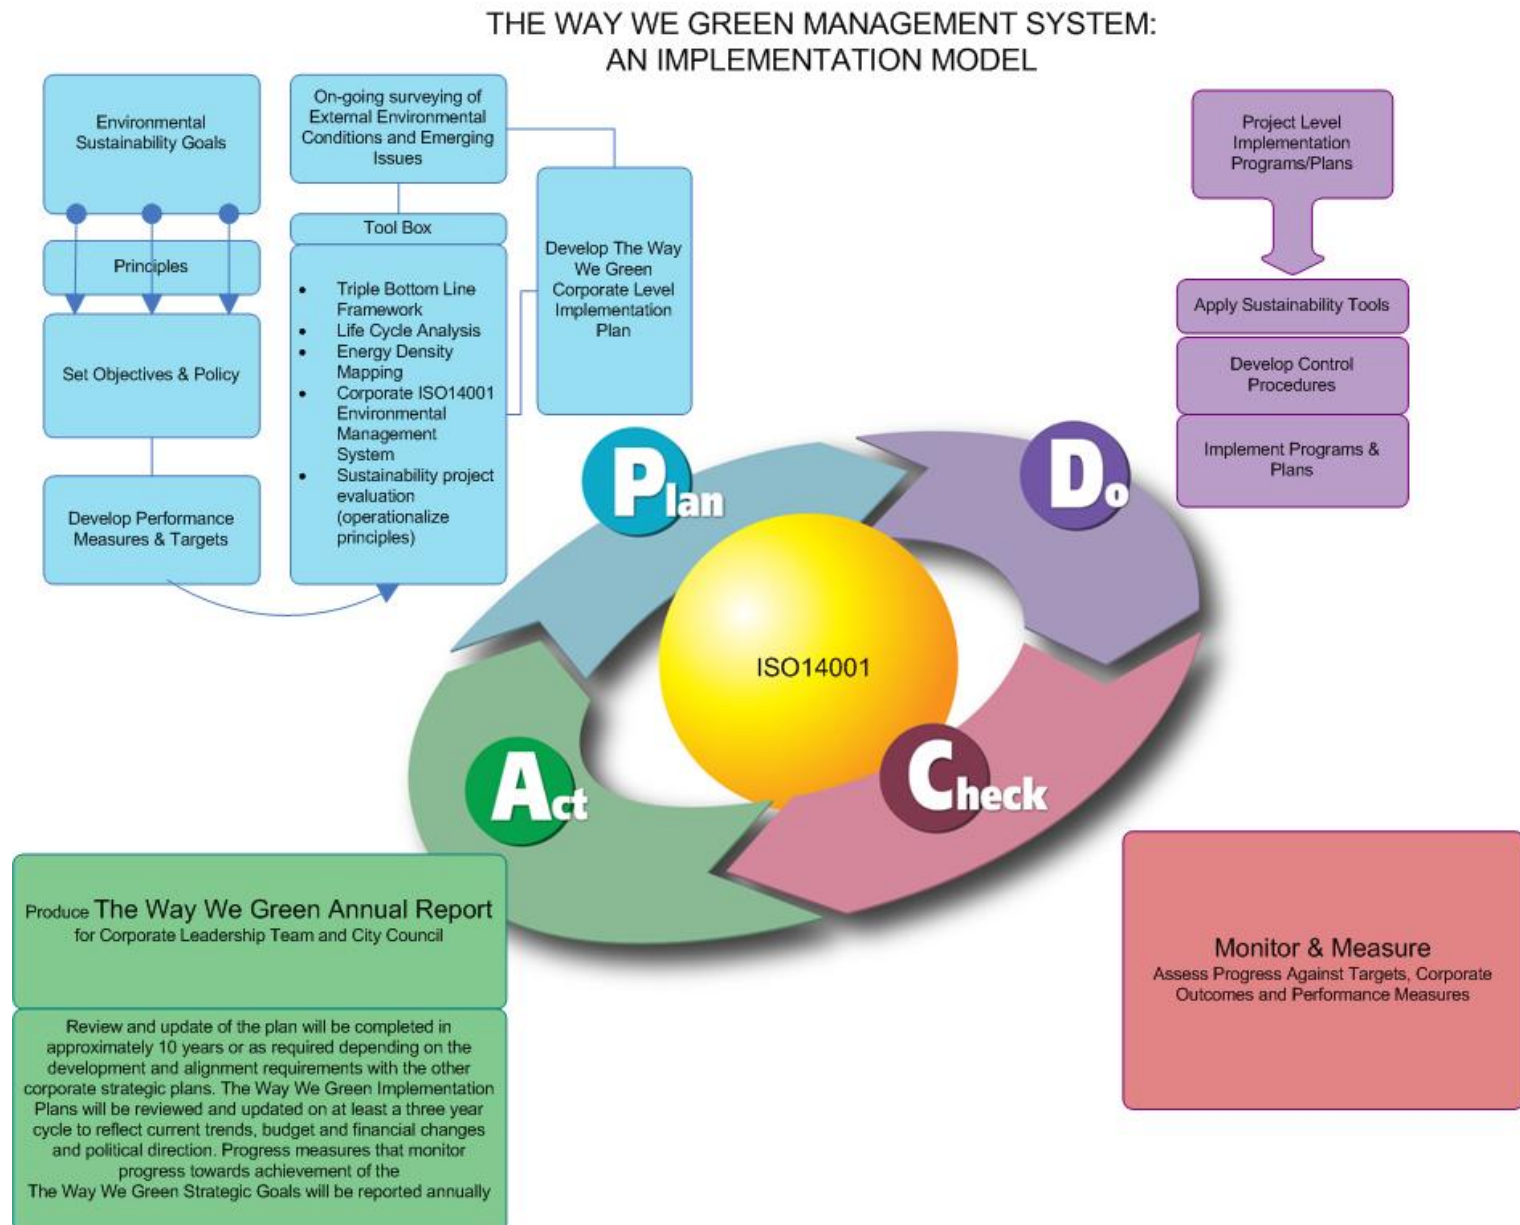 THE WAY WE GREEN MANAGEMENT SYSTEM:
AN IMPLEMENTATION MODEL
Environmental
Sustainability Goals
Principles
Set Objectives & Policy
Develop Performance
Measures & Targets
On-going surveying of
External Environmental
Conditions and Emerging
Issues
Tool Box
• Triple Bottom Line
Framework
• Life Cycle Analysis
• Energy Density
Mapping
• Corporate ISO14001
Environmental
Management
System
• Sustainability project
evaluation
(operationalize
principles)
Develop The Way
We Green
Corporate Level
Implementation
Plan
Project Level
Implementation
Programs/Plans
Apply Sustainability Tools
Develop Control
Procedures
Implement Programs &
Plans
Plan
Do
ISO14001
Check
Act
Monitor & Measure
Assess Progress Against Targets, Corporate
Outcomes and Performance Measures
Produce The Way We Green Annual Report
for Corporate Leadership Team and City Council
Review and update of the plan will be completed in
approximately 10 years or as required depending on the
development and alignment requirements with the other
corporate strategic plans. The Way We Green Implementation
Plans will be reviewed and updated on at least a three year
cycle to reflect current trends, budget and financial changes
and political direction. Progress measures that monitor
progress towards achievement of the
The Way We Green Strategic Goals will be reported annually